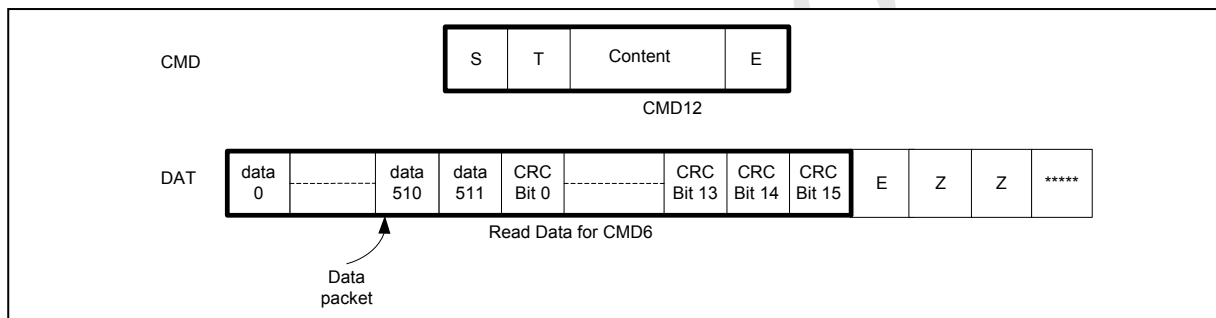 CMD
S T Content E
CMD12
DAT
data 0 data 510 data 511 CRC Bit 0 CRC Bit 13 CRC Bit 14 CRC Bit 15 E Z Z *****
Read Data for CMD6
Data
packet